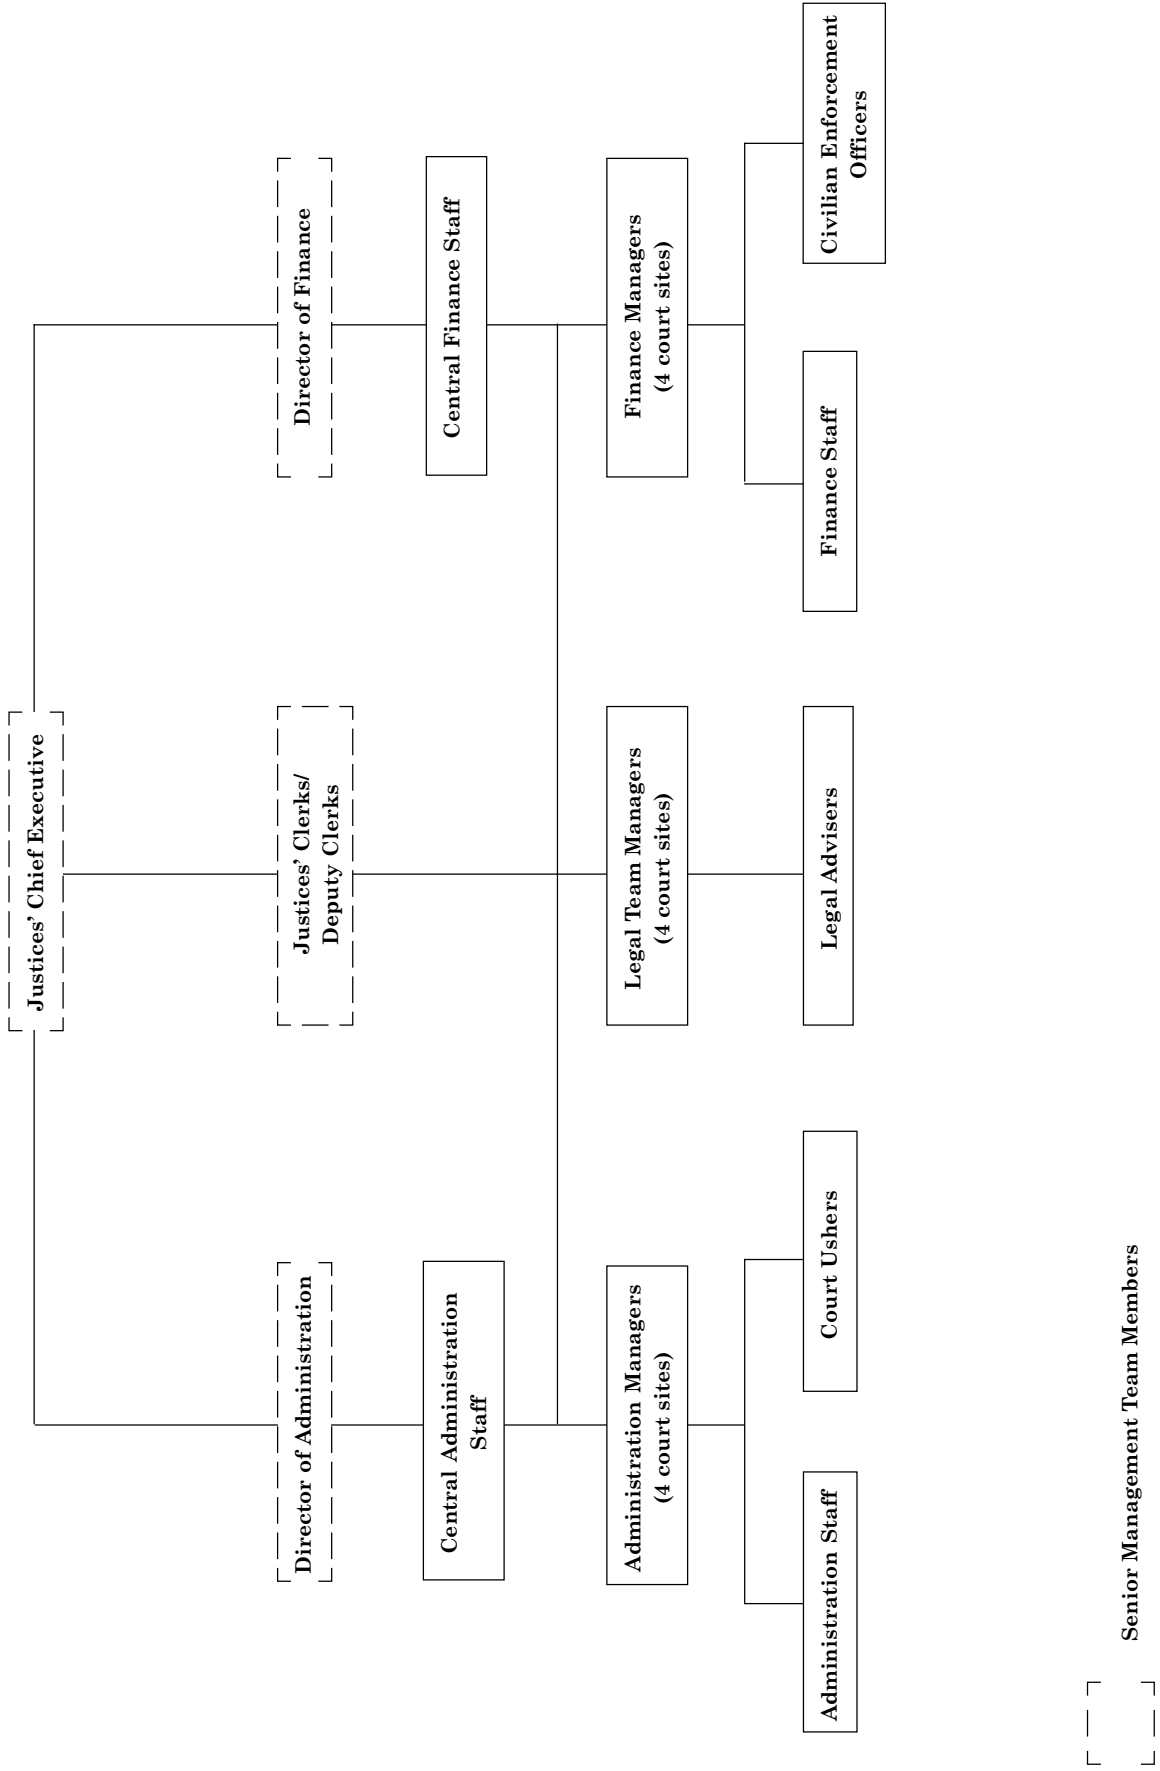 Justices’ Chief Executive
Director of Administration
Justices’ Clerks/
Deputy Clerks
Director of Finance
Central Administration
Staff
Central Finance Staff
Administration Managers
(4 court sites)
Legal Team Managers
(4 court sites)
Finance Managers
(4 court sites)
Administration Staff
Court Ushers
Legal Advisers
Finance Staff
Civilian Enforcement
Officers
Senior Management Team Members